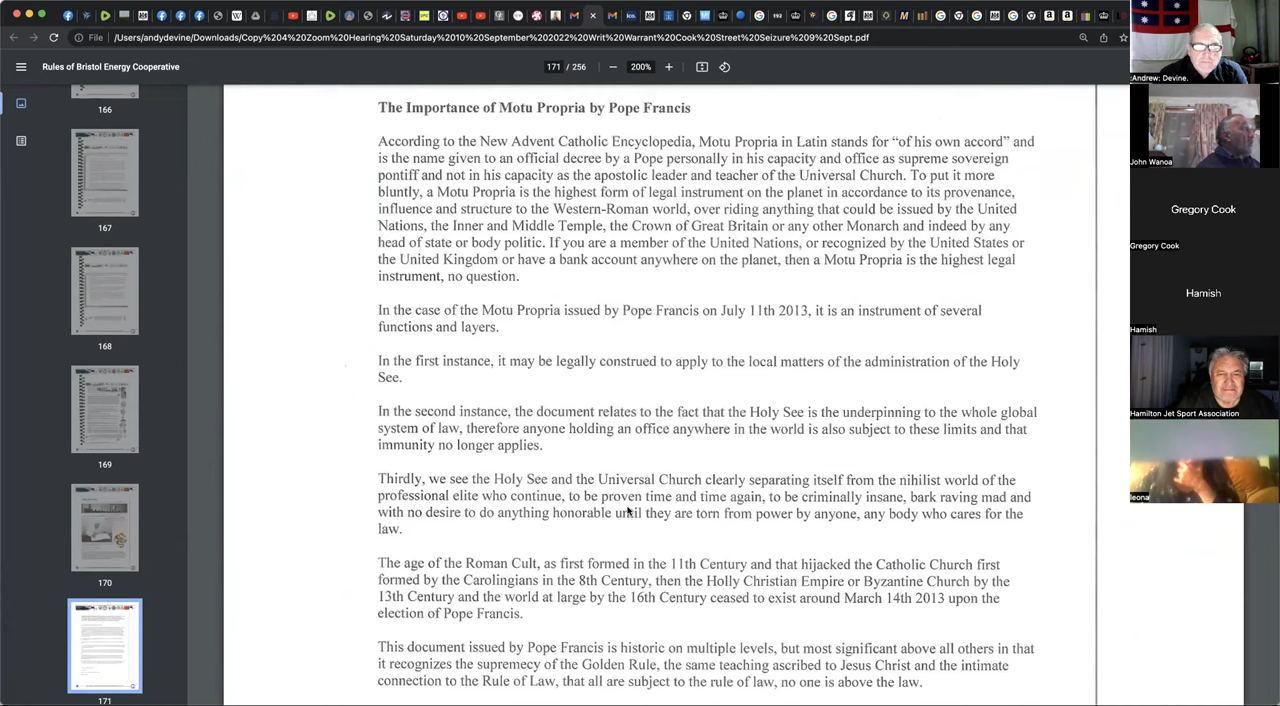 File
/Users/andydevine/Downloads/Copy%204%20Zoom%20Hearing%20Saturda
%202022%20Writ%20Warrant%20Cook%20Street%20Seizure%209%20Sept.pdf
Rules of Bristol Energy Cooperative
171 / 256
200%
166
167
168
169
170
171
The Importance of Motu Propria by Pope Francis
According to the New Advent Catholic Encyclopedia, Motu Propria in Latin stands for “of his own accord” and
is the name given to an official decree by a Pope personally in his capacity and office as supreme sovereign
pontiff and not in his capacity as the apostolic leader and teacher of the Universal Church. To put it more
bluntly, a Motu Propria is the highest form of legal instrument on the planet in accordance to its provenance,
influence and structure to the Western-Roman world, over riding anything that could be issued by the United
Nations, the Inner and Middle Temple, the Crown of Great Britain or any other Monarch and indeed by any
head of state or body politic. If you are a member of the United Nations, or recognized by the United States or
the United Kingdom or have a bank account anywhere on the planet, then a Motu Propria is the highest legal
instrument, no question.
In the case of the Motu Propria issued by Pope Francis on July 11th 2013, it is an instrument of several
functions and layers.
In the first instance, it may be legally construed to apply to the local matters of the administration of the Holy
See.
In the second instance, the document relates to the fact that the Holy See is the underpinning to the whole global
system of law, therefore anyone holding an office anywhere in the world is also subject to these limits and that
immunity no longer applies.
Thirdly, we see the Holy See and the Universal Church clearly separating itself from the nihilist world of the
professional elite who continue, to be proven time and time again, to be criminally insane, bark raving mad and
with no desire to do anything honorable until they are torn from power by anyone, any body who cares for the
law.
The age of the Roman Cult, as first formed in the 11th Century and that hijacked the Catholic Church first
formed by the Carolingians in the 8th Century, then the Holly Christian Empire or Byzantine Church by the
13th Century and the world at large by the 16th Century ceased to exist around March 14th 2013 upon the
election of Pope Francis.
This document issued by Pope Francis is historic on multiple levels, but most significant above all others in that
it recognizes the supremacy of the Golden Rule, the same teaching ascribed to Jesus Christ and the intimate
connection to the Rule of Law, that all are subject to the rule of law, no one is above the law.
Andrew: Devine.
John Wanoa
Gregory Cook
Gregory Cook
Hamish
Hamish
Hamilton Jet Sport Association
leona